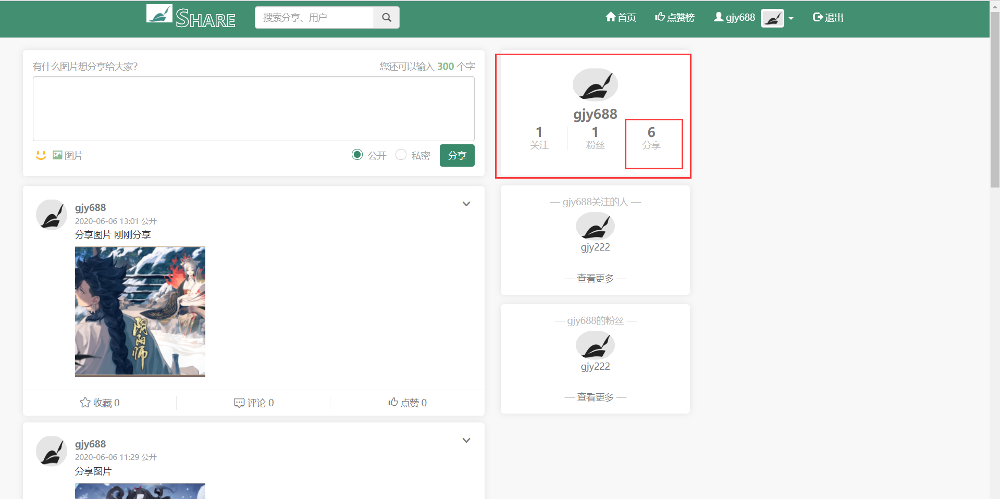 SHARE
搜索分享、用户
首页
点赞榜
gjy688
退出
有什么图片想分享给大家?
您还可以输入 300 个字
图片
公开
私密
分享
gjy688
2020-06-06 13:01 公开
分享图片 刚刚分享
阴阳师
收藏 0
评论 0
点赞 0
gjy688
2020-06-06 11:29 公开
分享图片
gjy688
1
关注
1
粉丝
6
分享
— gjy688关注的人 —
gjy222
— 查看更多 —
— gjy688的粉丝 —
gjy222
— 查看更多 —